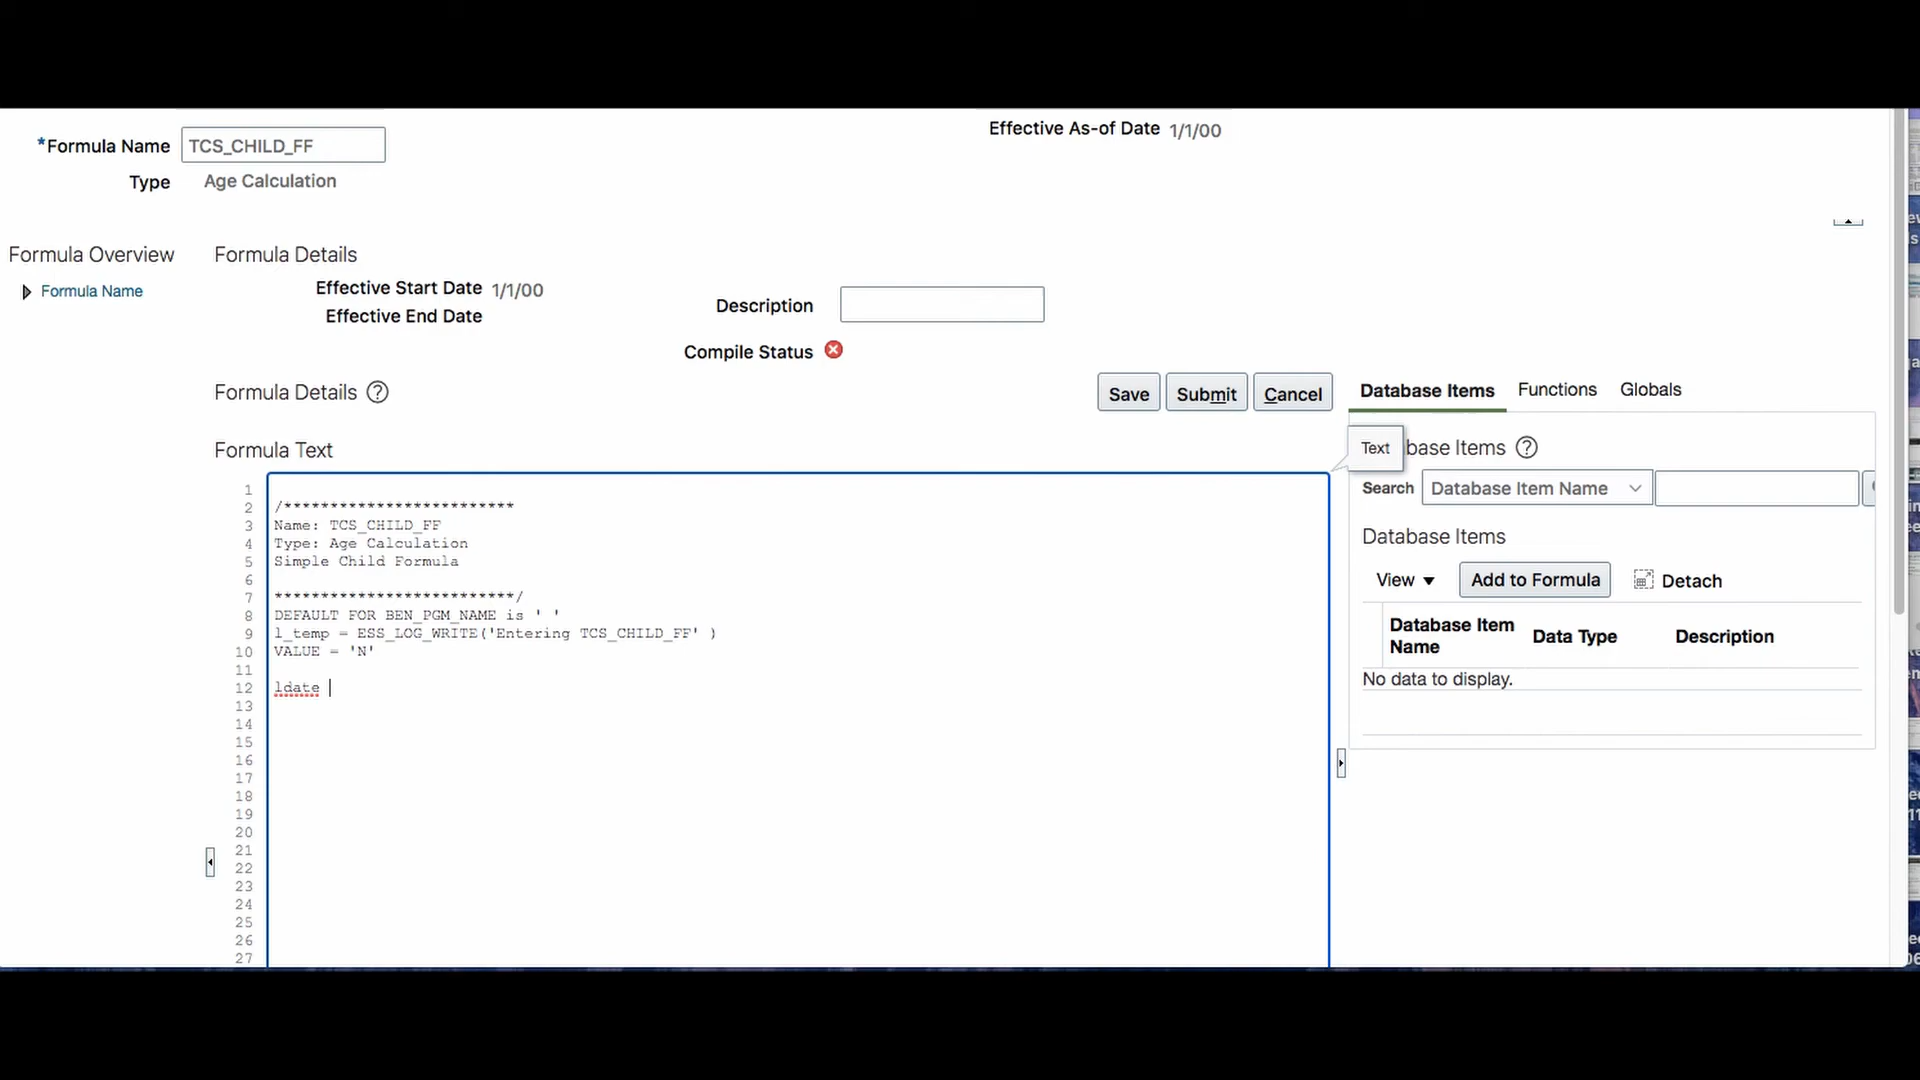 *Formula Name TCS_CHILD_FF
Effective As-of Date 1/1/00
Type Age Calculation
Formula Overview
Formula Name
Formula Details
Effective Start Date 1/1/00
Effective End Date
Description
Compile Status
Formula Details ?
Save Submit Cancel
Formula Text
1
2 /*************************
3 Name: TCS_CHILD_FF
4 Type: Age Calculation
5 Simple Child Formula
6
7 **************************/
8 DEFAULT FOR BEN_PGM_NAME is ' '
9 l_temp = ESS_LOG_WRITE('Entering TCS_CHILD_FF' )
10 VALUE = 'N'
11
12 ldate
13
14
15
16
17
18
19
20
21
22
23
24
25
26
27
Database Items Functions Globals
Text
base Items ?
Search Database Item Name
Database Items
View Add to Formula Detach
Database Item Name Data Type Description
No data to display.